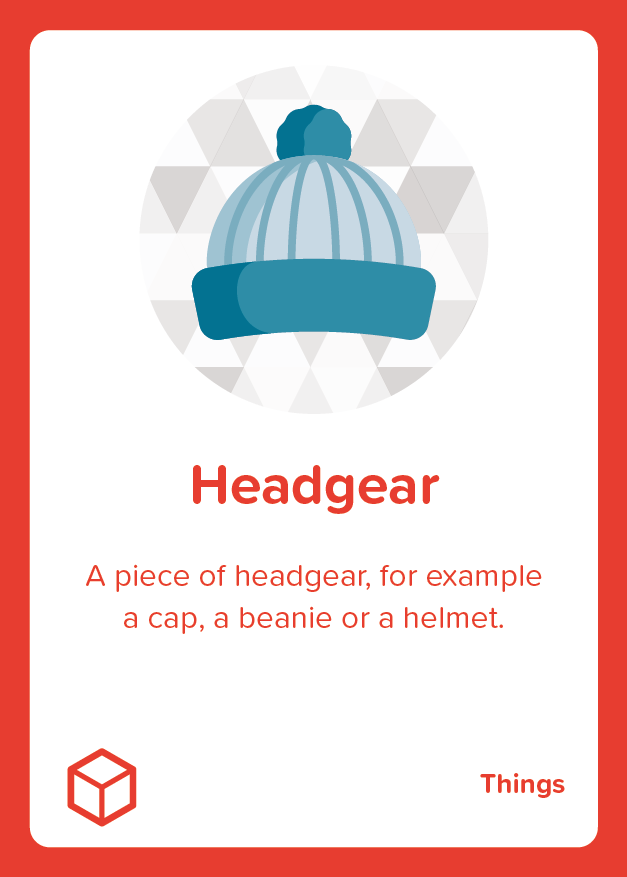 Headgear
A piece of headgear, for example
a cap, a beanie or a helmet.
Things